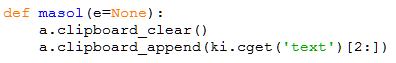 def masol(e=None):
    a.clipboard_clear()
    a.clipboard_append(ki.cget('text')[2:])